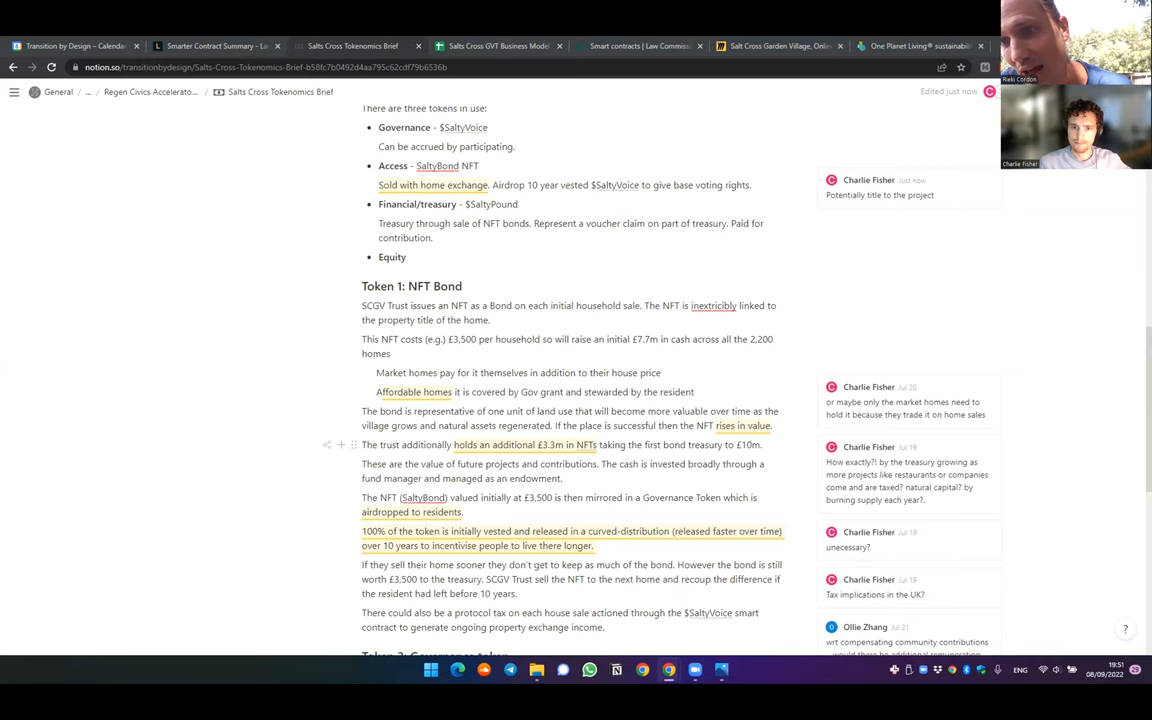 Transition by Design – Calenda
Smarter Contract Summary - La
Salts Cross Tokenomics Brief
Salts Cross GVT Business Model
Smart contracts | Law Commiss
Salt Cross Garden Village, Onlin
One Planet Living® sustainabili
notion.so/transitionbydesign/Salts-Cross-Tokenomics-Brief-b58fc7b0492d4aa795c62cdf79b6536b
Rieki Cordon
General / ... / Regen Civics Accelerato... / Salts Cross Tokenomics Brief
Edited just now
Charlie Fisher
There are three tokens in use:
Governance - $SaltyVoice
Can be accrued by participating.
Access - SaltyBond NFT
Sold with home exchange. Airdrop 10 year vested $SaltyVoice to give base voting rights.
Financial/treasury - $SaltyPound
Treasury through sale of NFT bonds. Represent a voucher claim on part of treasury. Paid for
contribution.
Equity
Charlie Fisher Just now
Potentially title to the project
Token 1: NFT Bond
SCGV Trust issues an NFT as a Bond on each initial household sale. The NFT is inextricibly linked to
the property title of the home.
This NFT costs (e.g.) £3,500 per household so will raise an initial £7.7m in cash across all the 2,200
homes
Market homes pay for it themselves in addition to their house price
Affordable homes it is covered by Gov grant and stewarded by the resident
The bond is representative of one unit of land use that will become more valuable over time as the
village grows and natural assets regenerated. If the place is successful then the NFT rises in value.
The trust additionally holds an additional £3.3m in NFTs taking the first bond treasury to £10m.
These are the value of future projects and contributions. The cash is invested broadly through a
fund manager and managed as an endowment.
The NFT (SaltyBond) valued initially at £3,500 is then mirrored in a Governance Token which is
airdropped to residents.
100% of the token is initially vested and released in a curved-distribution (released faster over time)
over 10 years to incentivise people to live there longer.
If they sell their home sooner they don't get to keep as much of the bond. However the bond is still
worth £3,500 to the treasury. SCGV Trust sell the NFT to the next home and recoup the difference if
the resident had left before 10 years.
There could also be a protocol tax on each house sale actioned through the $SaltyVoice smart
contract to generate ongoing property exchange income.
Charlie Fisher Jul 20
or maybe only the market homes need to
hold it because they trade it on home sales
Charlie Fisher Jul 19
How exactly?! by the treasury growing as
more projects like restaurants or companies
come and are taxed? natural capital? by
burning supply each year?.
Charlie Fisher Jul 19
unecessary?
Charlie Fisher Jul 19
Tax implications in the UK?
Ollie Zhang Jul 21
wrt compensating community contributions
?
ENG
19:51
08/09/2022
29